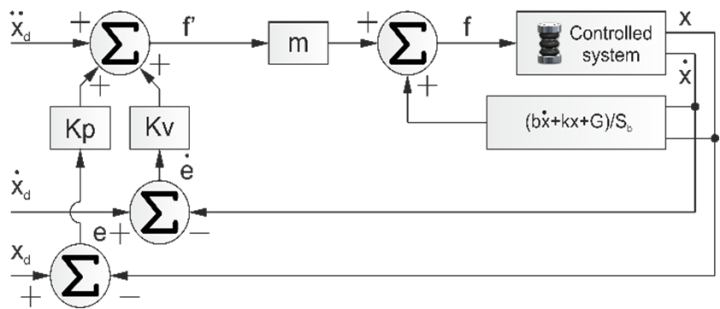 ẍd + + f' m + f Controlled system x
+ + + ẋ
Kp Kv (bẋ+kx+G)/Sb
ė
ẋd Σ
e + Σ −
xd Σ
+ −